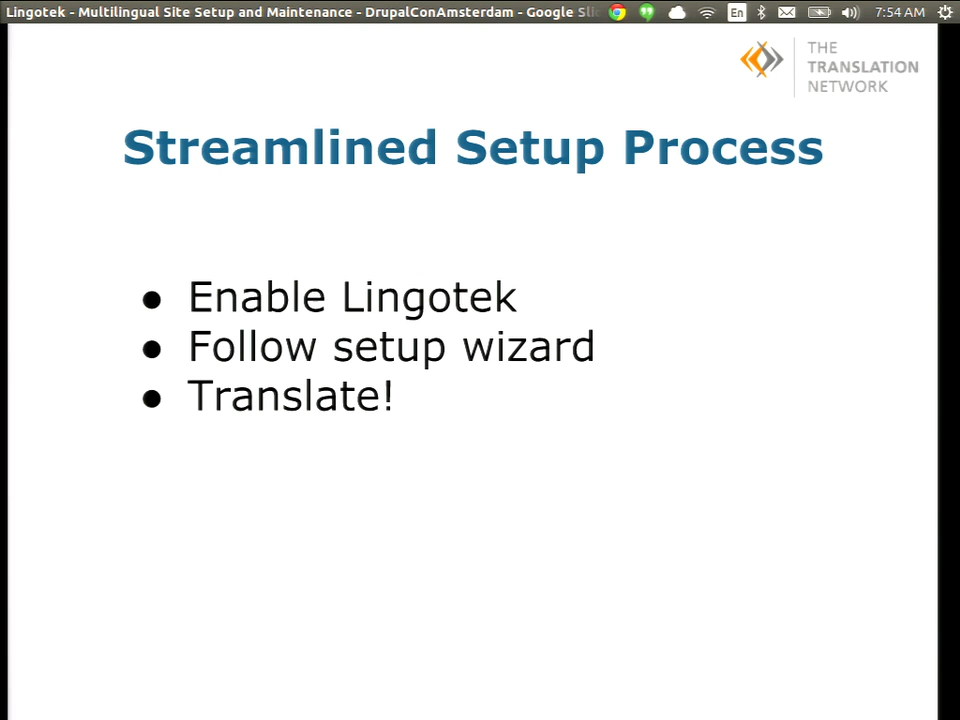 Lingotek - Multilingual Site Setup and Maintenance - DrupalConAmsterdam - Google
En
7:54 AM
THE
TRANSLATION
NETWORK
Streamlined Setup Process
● Enable Lingotek
● Follow setup wizard
● Translate!